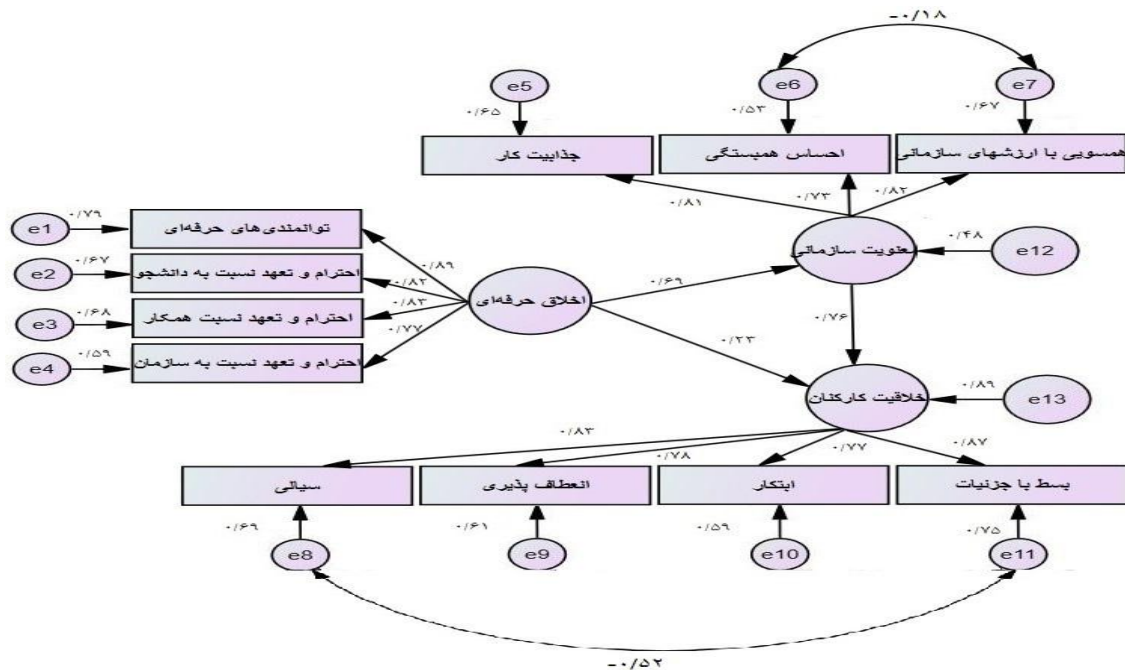 -۰/۱۸
e5
e6
e7
۰/۶۵
۰/۵۳
۰/۶۷
جذابیت کار
احساس همبستگی
همسویی با ارزشهای سازمانی
۰/۸۱
۰/۷۳
۰/۸۲
e1
۰/۷۹
توانمندی‌های حرفه‌ای
e2
۰/۶۷
احترام و تعهد نسبت به دانشجو
e3
۰/۶۸
احترام و تعهد نسبت همکار
e4
۰/۵۹
احترام و تعهد نسبت به سازمان
۰/۸۹
۰/۸۲
۰/۸۳
۰/۷۷
اخلاق حرفه‌ای
۰/۶۹
معنویت سازمانی
۰/۴۸
e12
۰/۷۶
۰/۲۳
خلاقیت کارکنان
۰/۸۹
e13
۰/۸۳
۰/۷۸
۰/۷۷
۰/۸۷
سیالی
انعطاف پذیری
ابتکار
بسط با جزئیات
۰/۶۹
۰/۶۱
۰/۵۹
۰/۷۵
e8
e9
e10
e11
-۰/۵۲